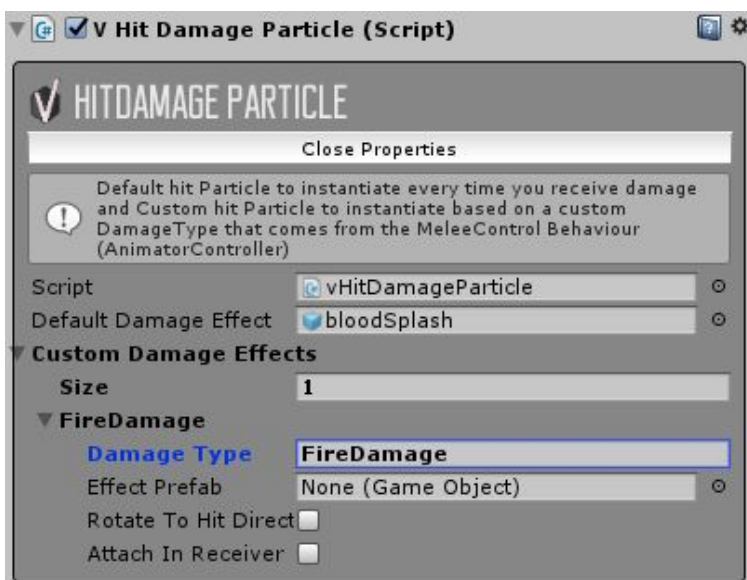 V Hit Damage Particle (Script)
HITDAMAGE PARTICLE
Close Properties
Default hit Particle to instantiate every time you receive damage
and Custom hit Particle to instantiate based on a custom
DamageType that comes from the MeleeControl Behaviour
(AnimatorController)
Script vHitDamageParticle
Default Damage Effect bloodSplash
Custom Damage Effects
Size 1
FireDamage
Damage Type FireDamage
Effect Prefab None (Game Object)
Rotate To Hit Direct
Attach In Receiver